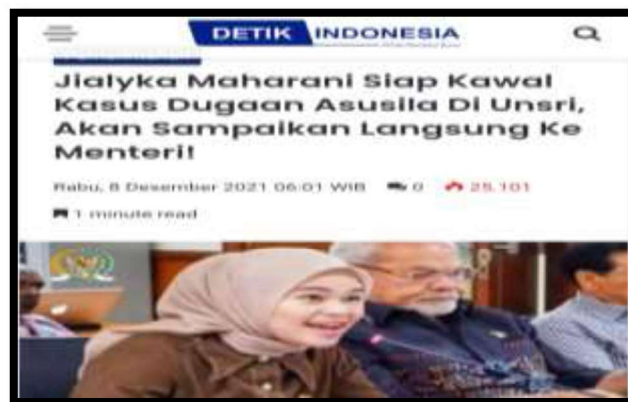 DETIK INDONESIA
Jialyka Maharani Siap Kawal
Kasus Dugaan Asusila Di Unsri,
Akan Sampaikan Langsung Ke
Menteri!
Rabu, 8 Desember 2021 06:01 WIB 0 25.101
1 minute read